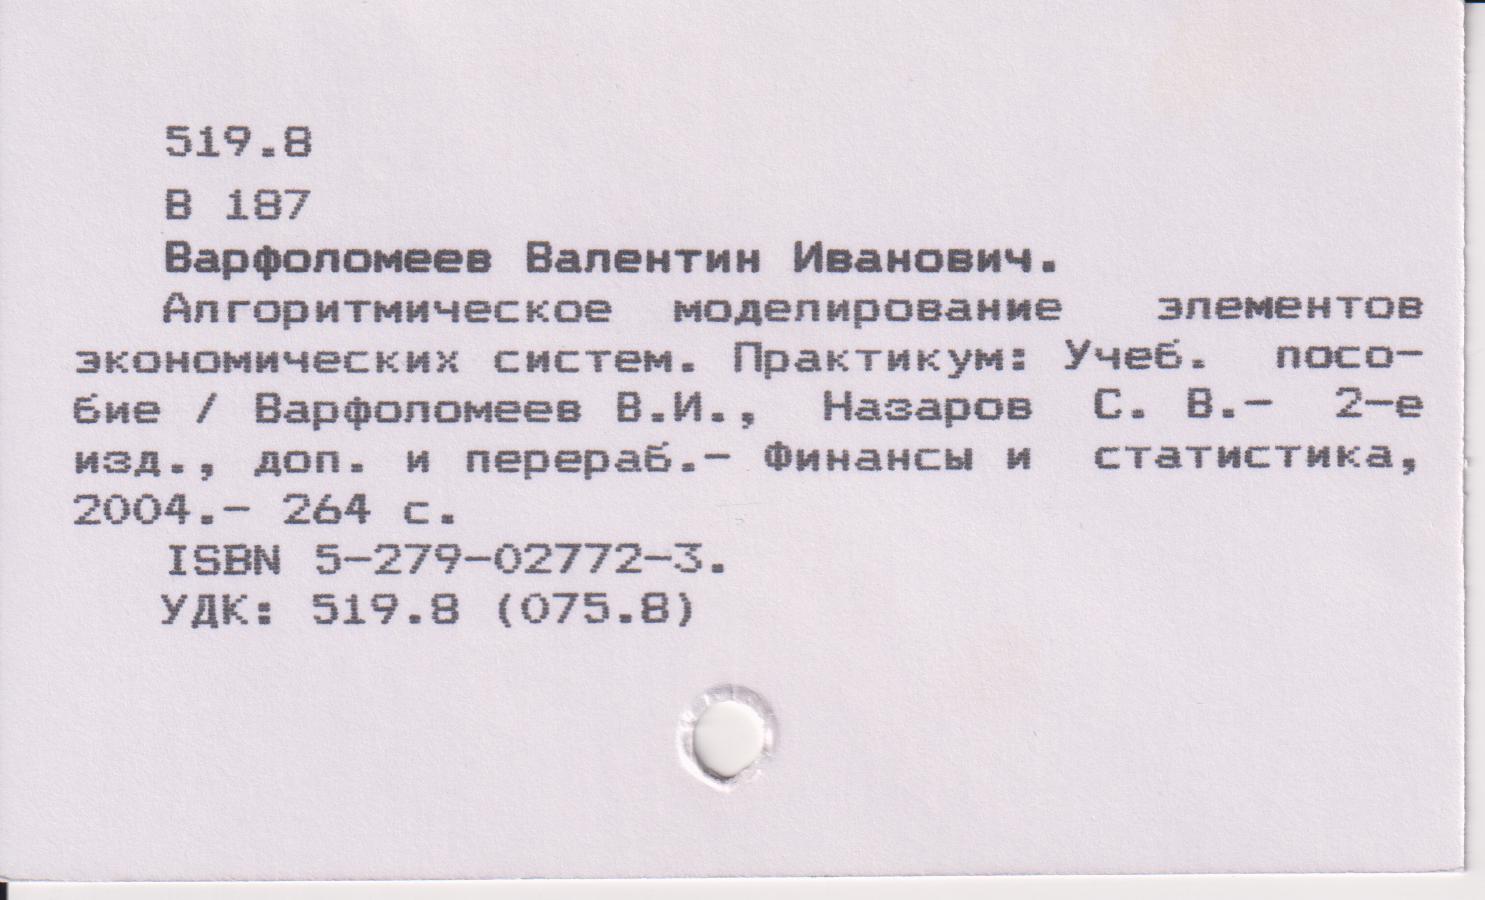 519.8
В 187
Варфоломеев Валентин Иванович.
Алгоритмическое моделирование элементов
экономических систем. Практикум: Учеб. посо-
бие / Варфоломеев В.И., Назаров С. В.- 2-е
изд., доп. и перераб.- Финансы и статистика,
2004.- 264 с.
ISBN 5-279-02772-3.
УДК: 519.8 (075.8)